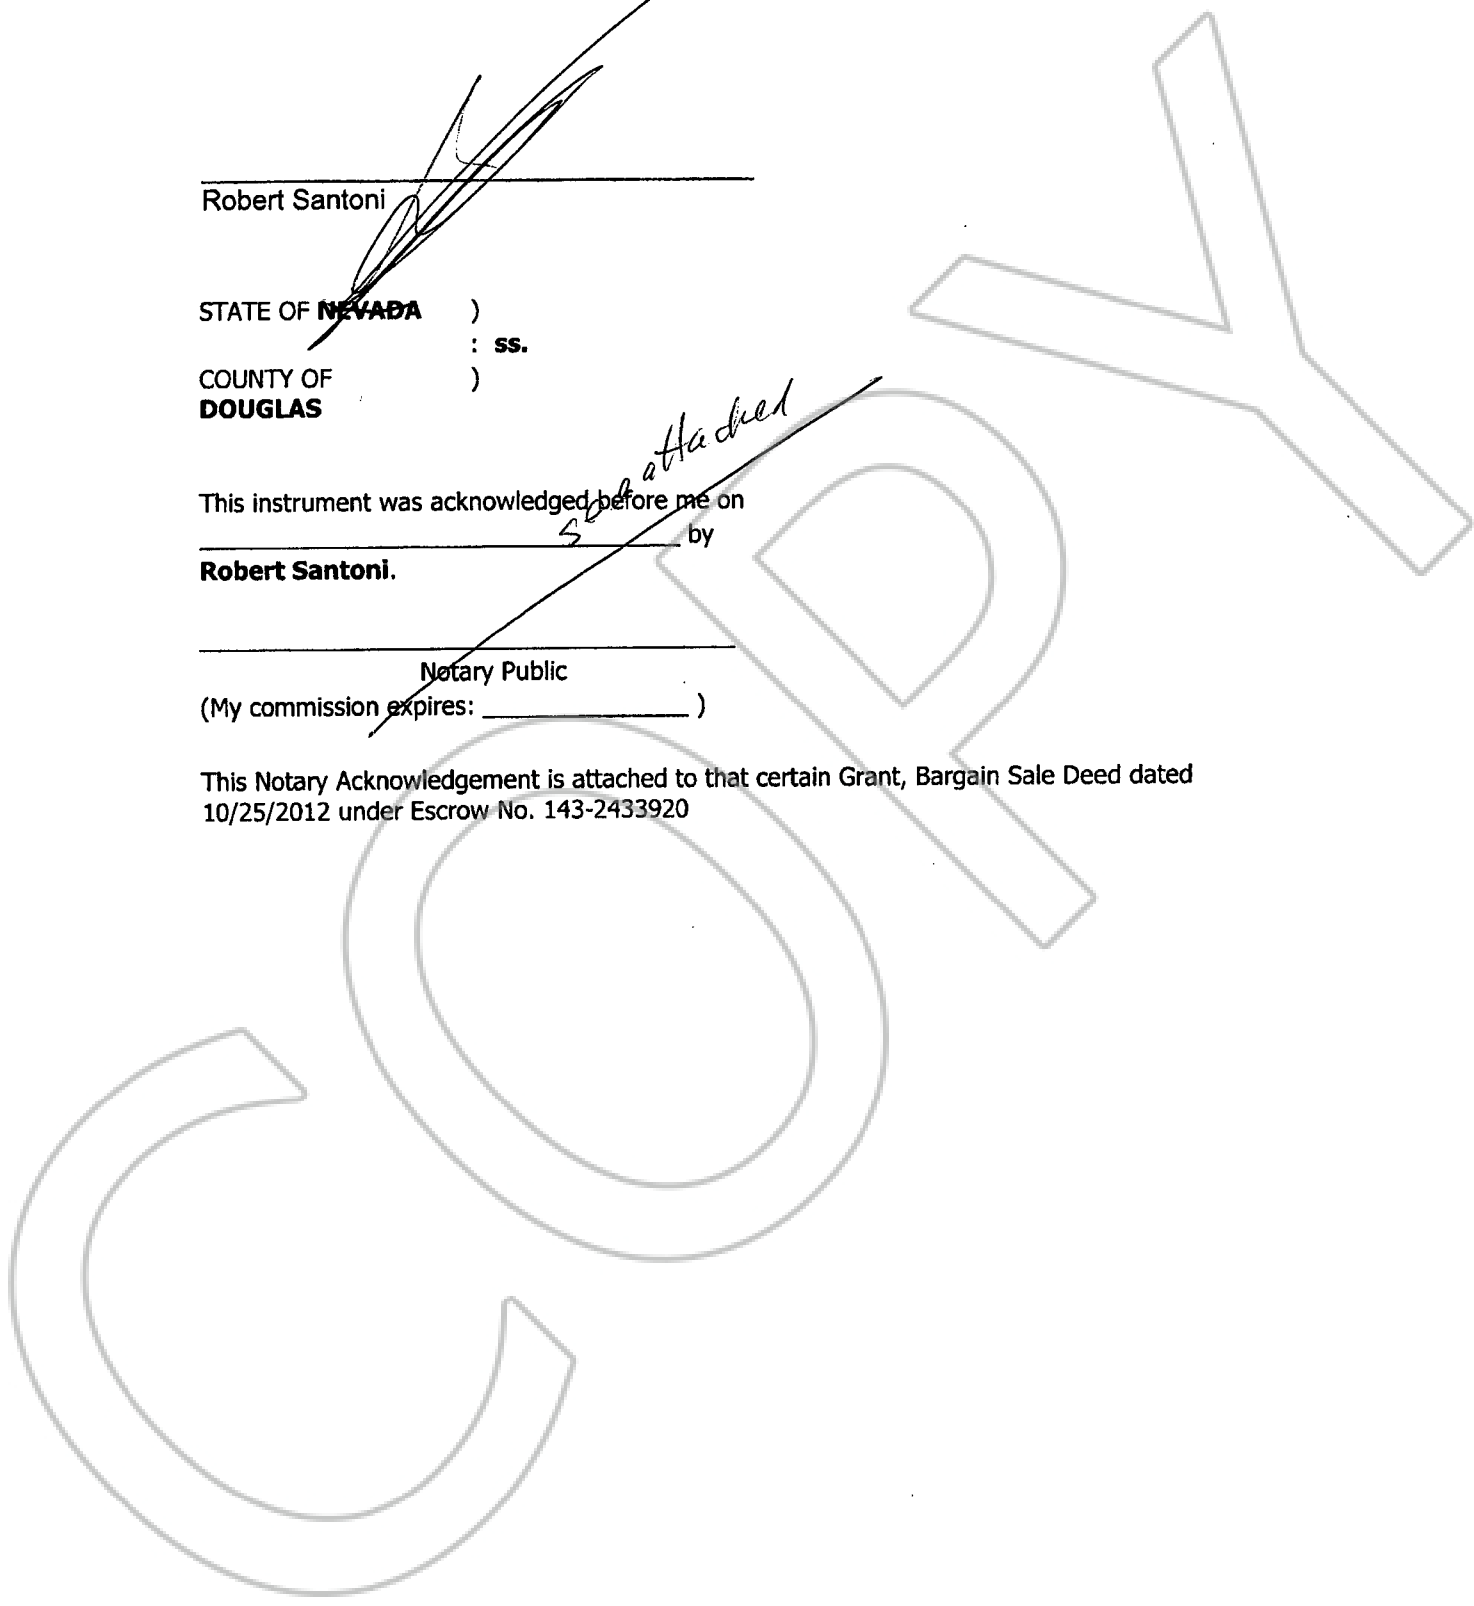 Robert Santoni
STATE OF NEVADA )
: ss.
COUNTY OF )
DOUGLAS
see attached
This instrument was acknowledged before me on
____________________ by
Robert Santoni.
Notary Public
(My commission expires: ____________________ )
This Notary Acknowledgement is attached to that certain Grant, Bargain Sale Deed dated
10/25/2012 under Escrow No. 143-2433920
COPY